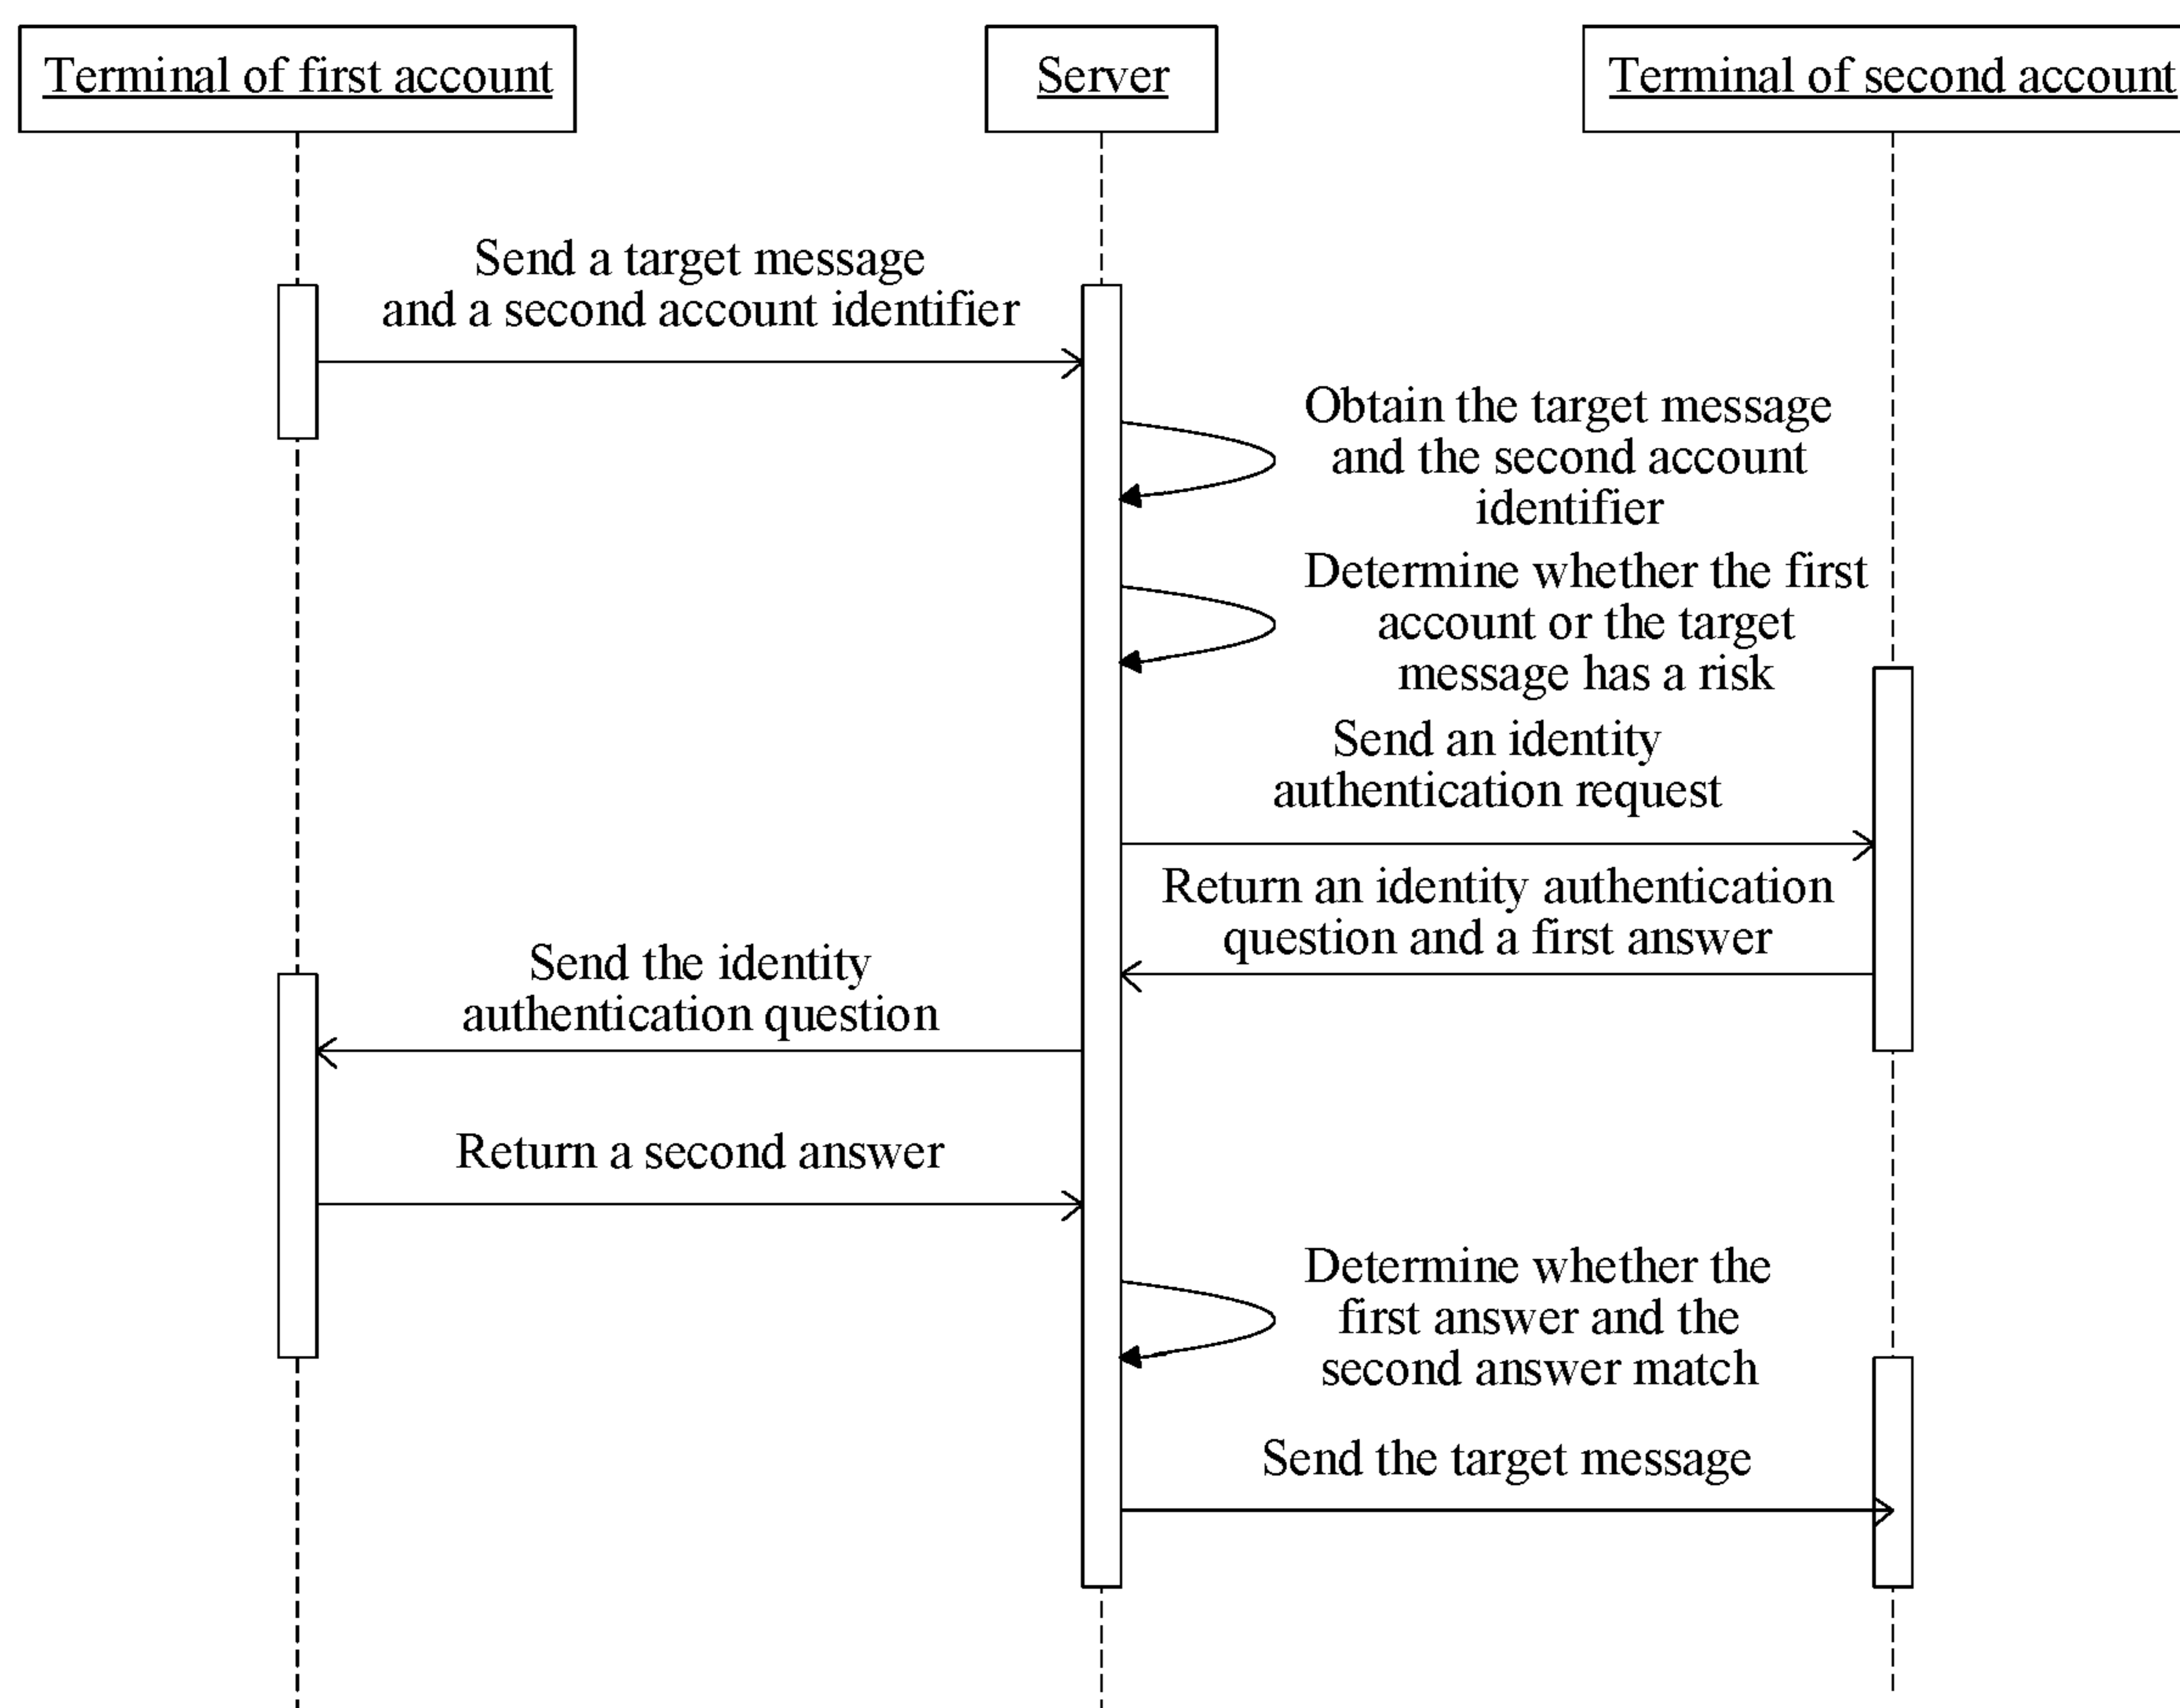 Terminal of first account
Server
Terminal of second account
Send a target message
and a second account identifier
Obtain the target message
and the second account
identifier
Determine whether the first
account or the target
message has a risk
Send an identity
authentication request
Return an identity authentication
question and a first answer
Send the identity
authentication question
Return a second answer
Determine whether the
first answer and the
second answer match
Send the target message